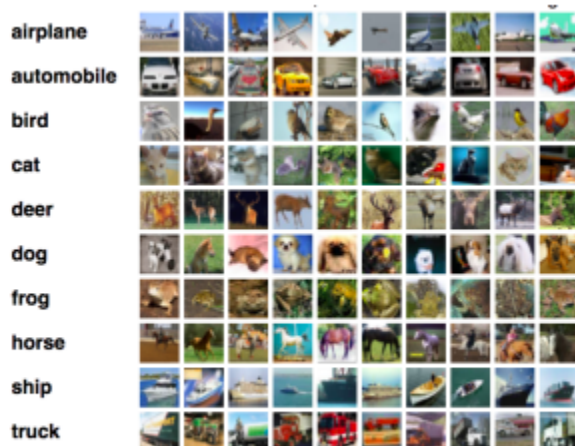 airplane
automobile
bird
cat
deer
dog
frog
horse
ship
truck